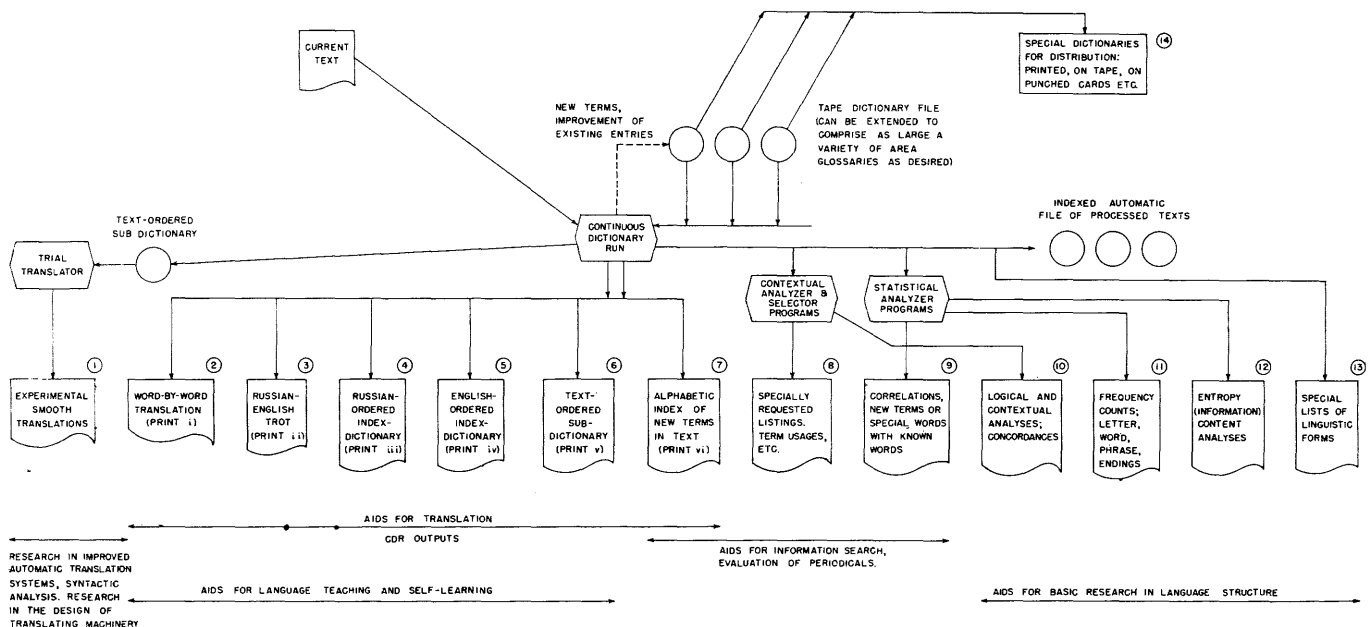 CURRENT
TEXT
NEW TERMS,
IMPROVEMENT OF
EXISTING ENTRIES
TAPE DICTIONARY FILE
(CAN BE EXTENDED TO
COMPRISE AS LARGE A
VARIETY OF AREA
GLOSSARIES AS DESIRED)
14
SPECIAL DICTIONARIES
FOR DISTRIBUTION:
PRINTED, ON TAPE, ON
PUNCHED CARDS ETC.
TEXT-ORDERED
SUB DICTIONARY
TRIAL
TRANSLATOR
CONTINUOUS
DICTIONARY
RUN
INDEXED AUTOMATIC
FILE OF PROCESSED TEXTS
CONTEXTUAL
ANALYZER &
SELECTOR
PROGRAMS
STATISTICAL
ANALYZER
PROGRAMS
1
EXPERIMENTAL
SMOOTH
TRANSLATIONS
2
WORD-BY-WORD
TRANSLATION
(PRINT i)
3
RUSSIAN-
ENGLISH
TROT
(PRINT ii)
4
RUSSIAN-
ORDERED
INDEX-
DICTIONARY
(PRINT iii)
5
ENGLISH-
ORDERED
INDEX-
DICTIONARY
(PRINT iv)
6
TEXT-
ORDERED
SUB-
DICTIONARY
(PRINT v)
7
ALPHABETIC
INDEX OF
NEW TERMS
IN TEXT
(PRINT vi)
8
SPECIALLY
REQUESTED
LISTINGS.
TERM USAGES,
ETC.
9
CORRELATIONS,
NEW TERMS OR
SPECIAL WORDS
WITH KNOWN
WORDS
10
LOGICAL AND
CONTEXTUAL
ANALYSES;
CONCORDANCES
11
FREQUENCY
COUNTS;
LETTER,
WORD,
PHRASE,
ENDINGS
12
ENTROPY
(INFORMATION)
CONTENT
ANALYSES
13
SPECIAL
LISTS OF
LINGUISTIC
FORMS
AIDS FOR TRANSLATION
CDR OUTPUTS
RESEARCH IN IMPROVED
AUTOMATIC TRANSLATION
SYSTEMS, SYNTACTIC
ANALYSIS. RESEARCH
IN THE DESIGN OF
TRANSLATING MACHINERY
AIDS FOR INFORMATION SEARCH,
EVALUATION OF PERIODICALS.
AIDS FOR LANGUAGE TEACHING AND SELF-LEARNING
AIDS FOR BASIC RESEARCH IN LANGUAGE STRUCTURE